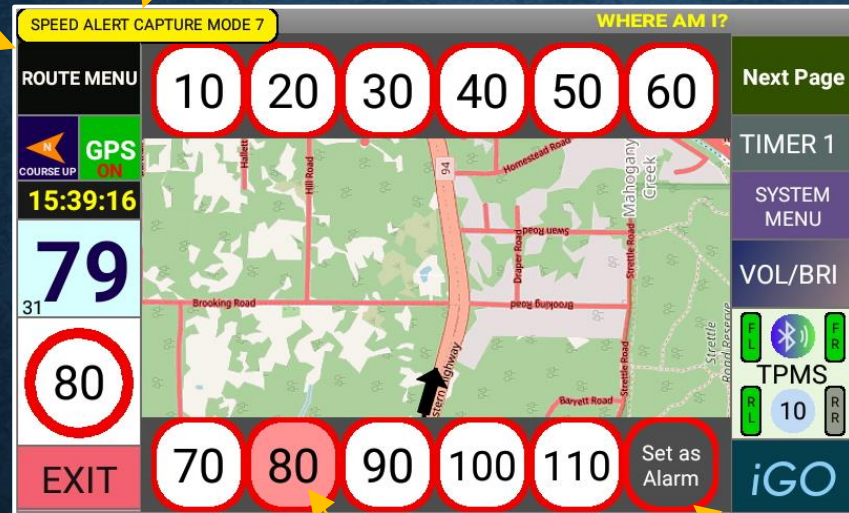 SPEED ALERT CAPTURE MODE 7
WHERE AM I?
ROUTE MENU
10
20
30
40
50
60
Next Page
N
COURSE UP
GPS
ON
TIMER 1
15:39:16
SYSTEM
MENU
79
31
VOL/BRI
80
FL
FR
TPMS
RL
10
RR
EXIT
70
80
90
100
110
Set as
Alarm
iGO
Hill Road
94
Homestead Road
Mahogany
Creek
Swan Road
Draper Road
Strettle Road
Brooking Road
Brooking Road
Strettle
Road Reserve
Strettle Road
Barrett Road